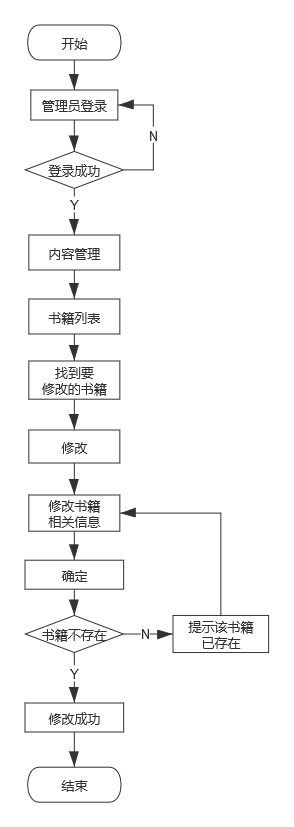 开始
管理员登录
N
登录成功
Y
内容管理
书籍列表
找到要
修改的书籍
修改
修改书籍
相关信息
确定
书籍不存在
N
提示该书籍
已存在
Y
修改成功
结束